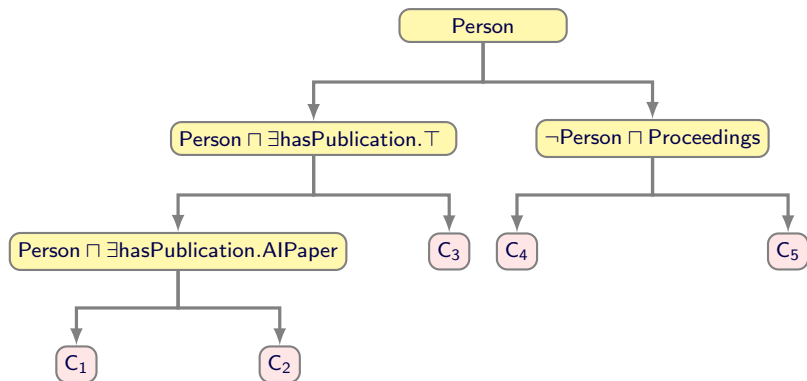 Person
Person ⊓ ∃hasPublication.⊤
¬Person ⊓ Proceedings
Person ⊓ ∃hasPublication.AIPaper
C₃
C₄
C₅
C₁
C₂